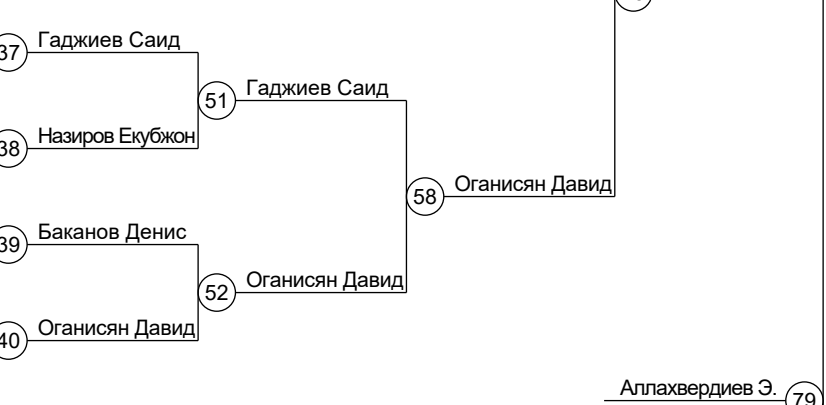 37 Гаджиев Саид
51 Гаджиев Саид
38 Назиров Екубжон
58 Оганисян Давид
39 Баканов Денис
52 Оганисян Давид
40 Оганисян Давид
Аллахвердиев Э. 79